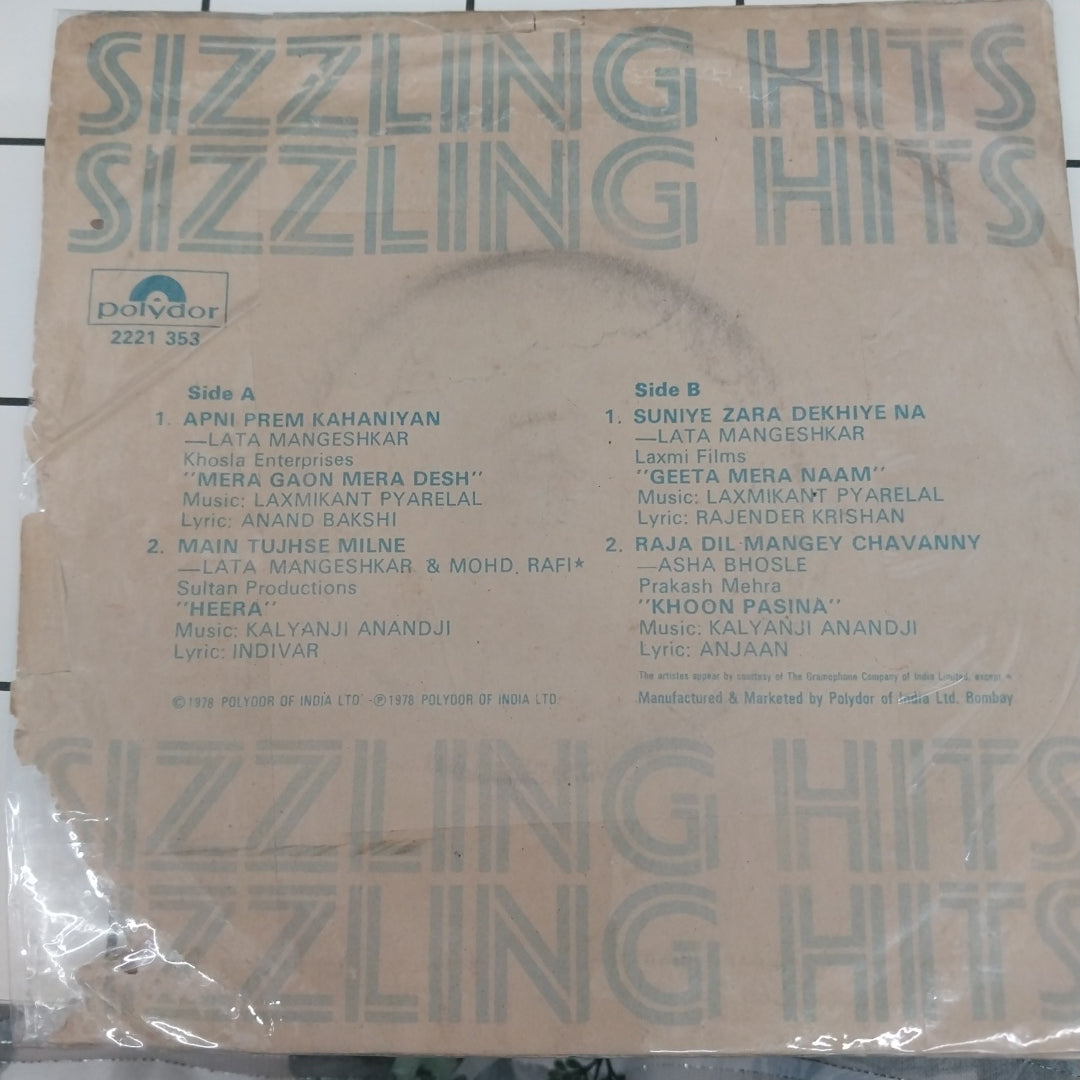 SIZZLING HITS
SIZZLING HITS
polydor
2221 353
Side A
1. APNI PREM KAHANIYAN
—LATA MANGESHKAR
Khosla Enterprises
"MERA GAON MERA DESH"
Music: LAXMIKANT PYARELAL
Lyric: ANAND BAKSHI
2. MAIN TUJHSE MILNE
—LATA MANGESHKAR & MOHD. RAFI*
Sultan Productions
"HEERA"
Music: KALYANJI ANANDJI
Lyric: INDIVAR
©1978 POLYDOR OF INDIA LTD -℗1978 POLYDOR OF INDIA LTD
Side B
1. SUNIYE ZARA DEKHIYE NA
—LATA MANGESHKAR
Laxmi Films
"GEETA MERA NAAM"
Music: LAXMIKANT PYARELAL
Lyric: RAJENDER KRISHAN
2. RAJA DIL MANGEY CHAVANNY
—ASHA BHOSLE
Prakash Mehra
"KHOON PASINA"
Music: KALYANJI ANANDJI
Lyric: ANJAAN
The artistes appear by courtesy of The Gramophone Company of India Limited, except *
Manufactured & Marketed by Polydor of India Ltd. Bombay
SIZZLING HITS
SIZZLING HITS